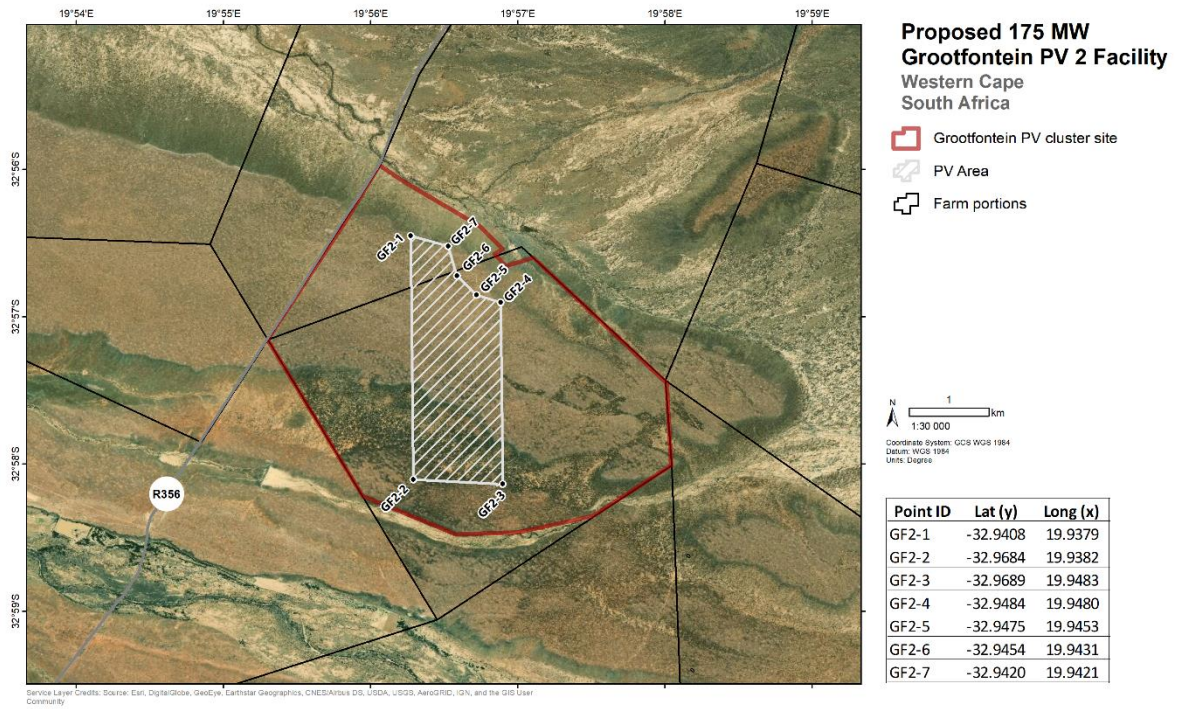 19°54'E 19°55'E 19°56'E 19°57'E 19°58'E 19°59'E
32°56'S
32°57'S
32°58'S
32°59'S
GF2-1
GF2-7
GF2-6
GF2-5
GF2-4
GF2-2
GF2-3
R356
Service Layer Credits: Source: Esri, DigitalGlobe, GeoEye, Earthstar Geographics, CNES/Airbus DS, USDA, USGS, AeroGRID, IGN, and the GIS User
Community
Proposed 175 MW
Grootfontein PV 2 Facility
Western Cape
South Africa
Grootfontein PV cluster site
PV Area
Farm portions
N
1
km
1:30 000
Coordinate System: GCS WGS 1984
Datum: WGS 1984
Units: Degree
Point ID Lat (y) Long (x)
GF2-1 -32.9408 19.9379
GF2-2 -32.9684 19.9382
GF2-3 -32.9689 19.9483
GF2-4 -32.9484 19.9480
GF2-5 -32.9475 19.9453
GF2-6 -32.9454 19.9431
GF2-7 -32.9420 19.9421